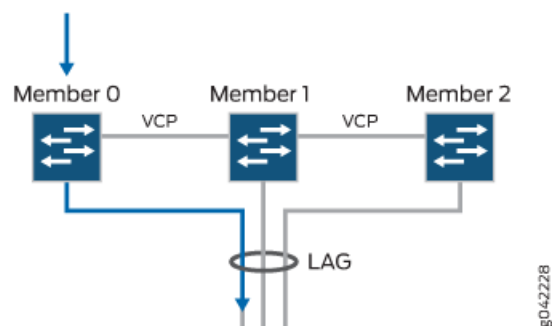 Member 0 Member 1 Member 2
VCP VCP
LAG
g042228